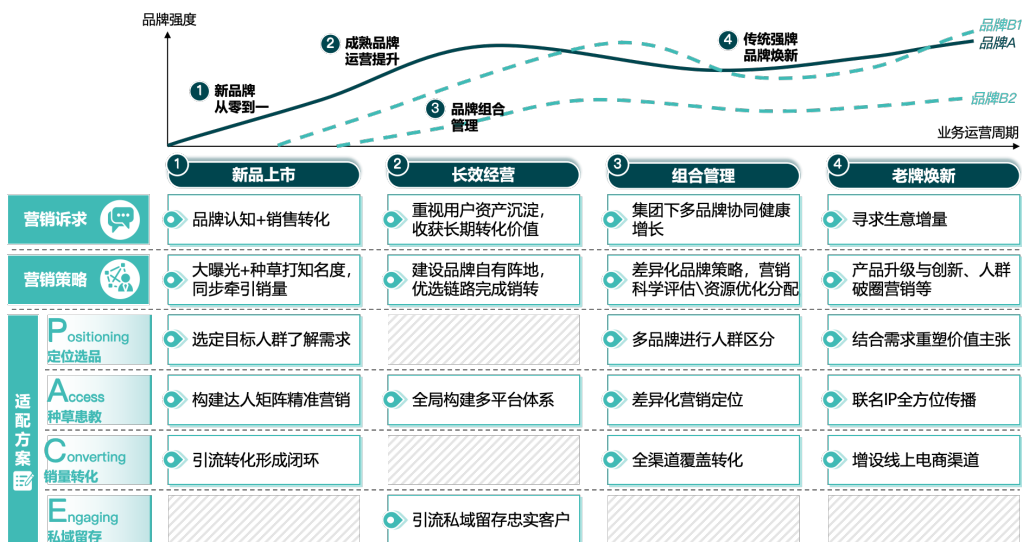 品牌强度
品牌B1
品牌A
2 成熟品牌
运营提升
4 传统强牌
品牌焕新
1 新品牌
从零到一
3 品牌组合
管理
品牌B2
业务运营周期
1 新品上市
2 长效经营
3 组合管理
4 老牌焕新
营销诉求
品牌认知+销售转化
重视用户资产沉淀，
收获长期转化价值
集团下多品牌协同健康
增长
寻求生意增量
营销策略
大曝光+种草打知名度，
同步牵引销量
建设品牌自有阵地，
优选链路完成销转
差异化品牌策略，营销
科学评估\资源优化分配
产品升级与创新、人群
破圈营销等
适配方案
Positioning
定位选品
选定目标人群了解需求
多品牌进行人群区分
结合需求重塑价值主张
Access
种草患教
构建达人矩阵精准营销
全局构建多平台体系
差异化营销定位
联名IP全方位传播
Converting
销量转化
引流转化形成闭环
全渠道覆盖转化
增设线上电商渠道
Engaging
私域留存
引流私域留存忠实客户